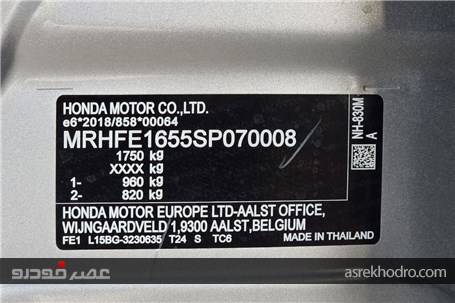 HONDA MOTOR CO.,LTD.
e6*2018/858*00064
MRHFE1655SP070008
1750 kg
XXXX kg
1- 960 kg
2- 820 kg
HONDA MOTOR EUROPE LTD-AALST OFFICE,
WIJNGAARDVELD 1,9300 AALST,BELGIUM
FE1 L15BG-3230635 T24 S TC6 MADE IN THAILAND
NH-830M
A
عصر خودرو
asrekhodro.com